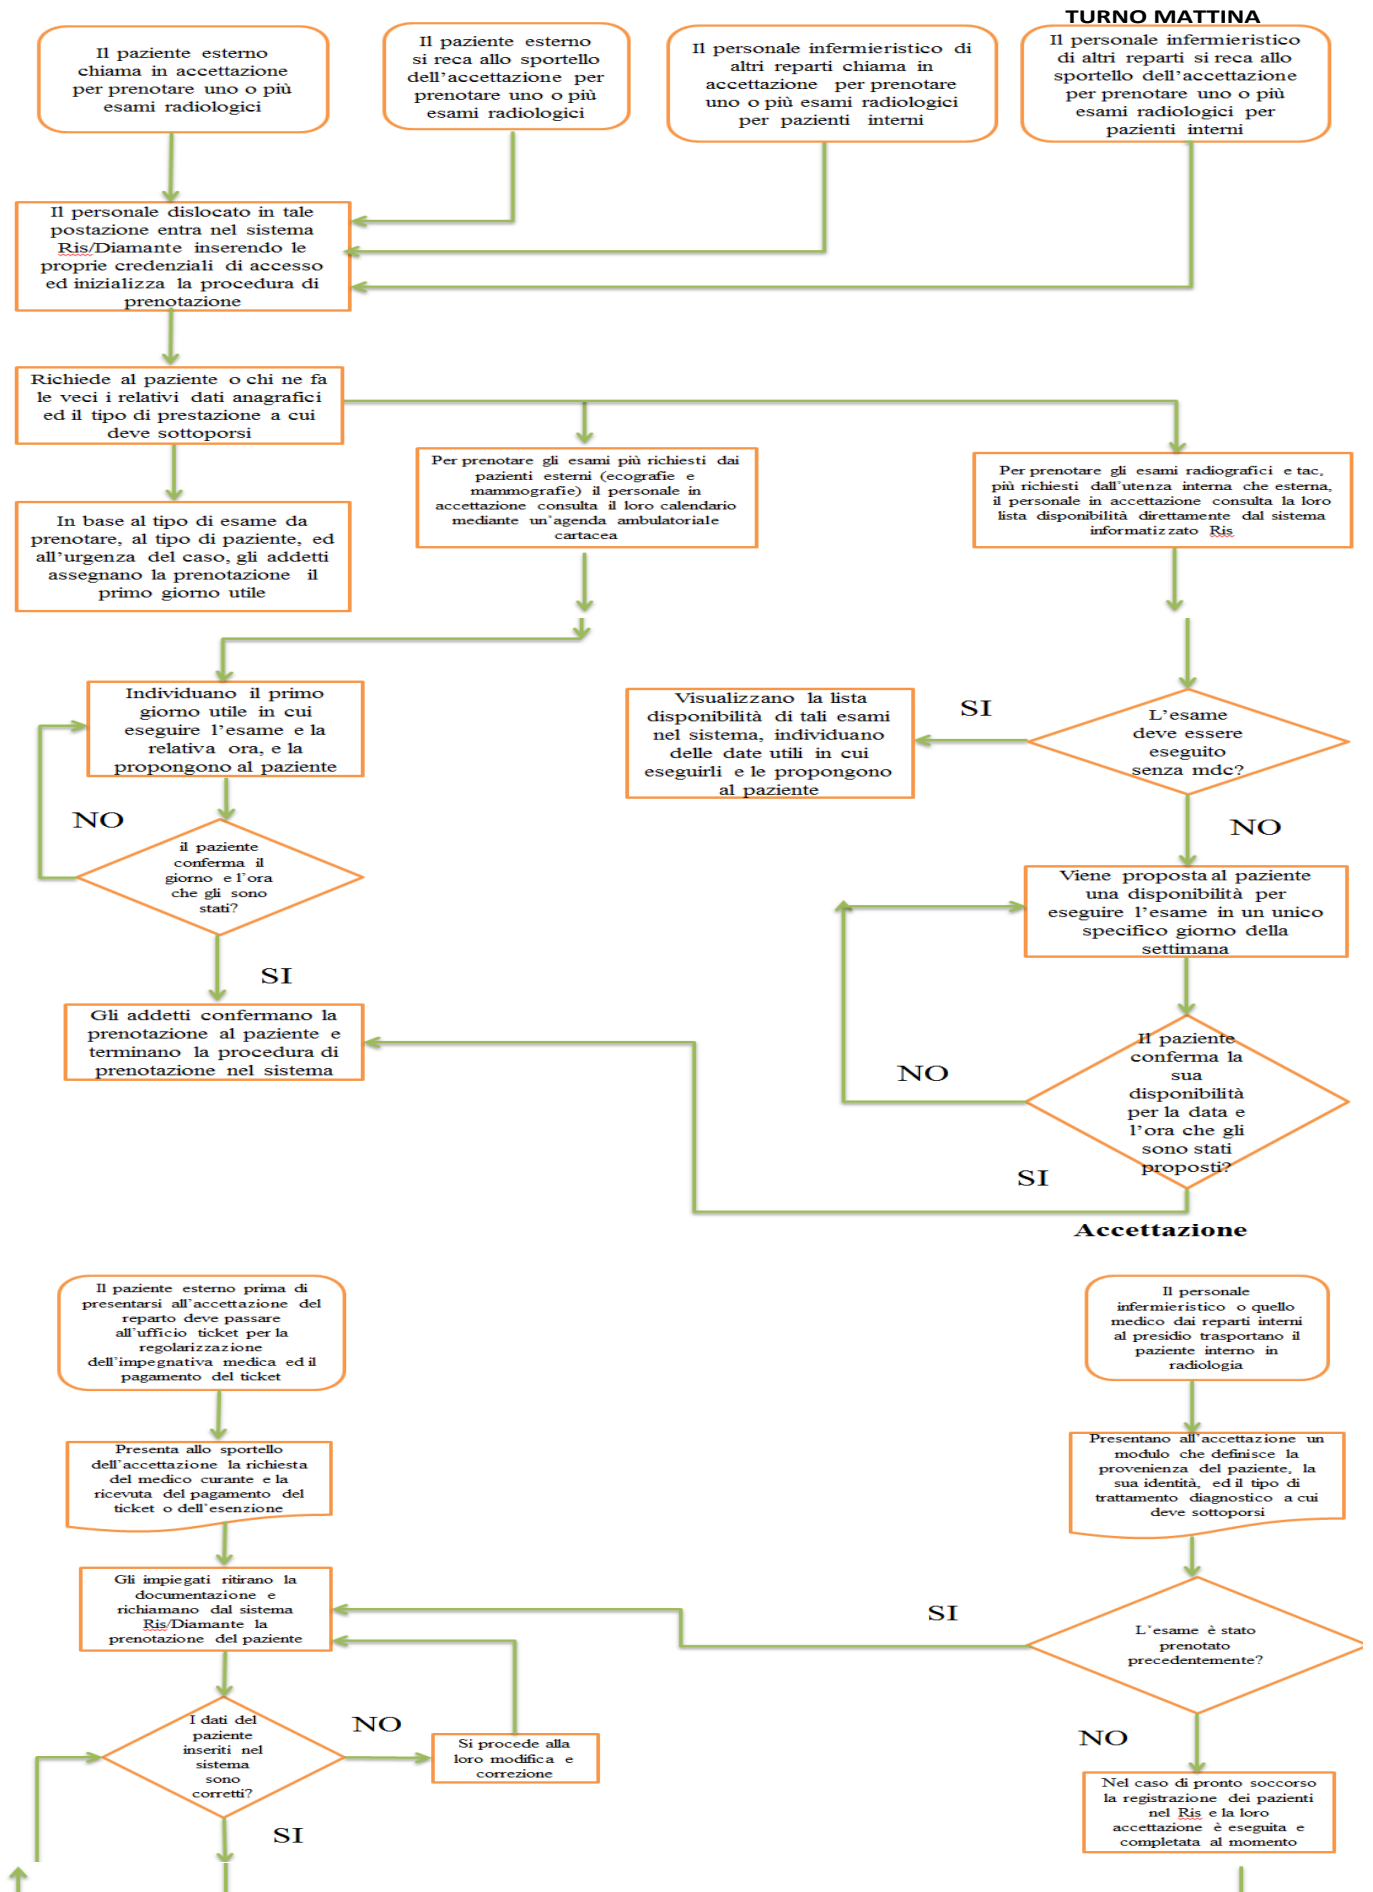 TURNO MATTINA
Il paziente esterno
chiama in accettazione
per prenotare uno o più
esami radiologici
Il paziente esterno
si reca allo sportello
dell'accettazione per
prenotare uno o più
esami radiologici
Il personale infermieristico di
altri reparti chiama in
accettazione per prenotare
uno o più esami radiologici
per pazienti interni
Il personale infermieristico
di altri reparti si reca allo
sportello dell'accettazione
per prenotare uno o più
esami radiologici per
pazienti interni
Il personale dislocato in tale
postazione entra nel sistema
Ris/Diamante inserendo le
proprie credenziali di accesso
ed inizializza la procedura di
prenotazione
Richiede al paziente o chi ne fa
le veci i relativi dati anagrafici
ed il tipo di prestazione a cui
deve sottoporsi
Per prenotare gli esami più richiesti dai
pazienti esterni (ecografie e
mammografie) il personale in
accettazione consulta il loro calendario
mediante un'agenda ambulatoriale
cartacea
Per prenotare gli esami radiografici e tac,
più richiesti dall'utenza interna che esterna,
il personale in accettazione consulta la loro
lista disponibilità direttamente dal sistema
informatizzato Ris
In base al tipo di esame da
prenotare, al tipo di paziente, ed
all'urgenza del caso, gli addetti
assegnano la prenotazione il
primo giorno utile
Individuano il primo
giorno utile in cui
eseguire l'esame e la
relativa ora, e la
propongono al paziente
Visualizzano la lista
disponibilità di tali esami
nel sistema, individuano
delle date utili in cui
eseguirli e le propongono
al paziente
SI
L'esame
deve essere
eseguito
senza mdc?
NO
NO
il paziente
conferma il
giorno e l'ora
che gli sono
stati?
Viene proposta al paziente
una disponibilità per
eseguire l'esame in un unico
specifico giorno della
settimana
SI
Gli addetti confermano la
prenotazione al paziente e
terminano la procedura di
prenotazione nel sistema
NO
Il paziente
conferma la
sua
disponibilità
per la data e
l'ora che gli
sono stati
proposti?
SI
Accettazione
Il paziente esterno prima di
presentarsi all'accettazione del
reparto deve passare
all'ufficio ticket per la
regolarizzazione
dell'impegnativa medica ed il
pagamento del ticket
Il personale
infermieristico o quello
medico dai reparti interni
al presidio trasportano il
paziente interno in
radiologia
Presenta allo sportello
dell'accettazione la richiesta
del medico curante e la
ricevuta del pagamento del
ticket o dell'esenzione
Presentano all'accettazione un
modulo che definisce la
provenienza del paziente, la
sua identità, ed il tipo di
trattamento diagnostico a cui
deve sottoporsi
Gli impiegati ritirano la
documentazione e
richiamano dal sistema
Ris/Diamante la
prenotazione del paziente
SI
L'esame è stato
prenotato
precedentemente?
I dati del
paziente
inseriti nel
sistema
sono
corretti?
NO
Si procede alla
loro modifica e
correzione
NO
Nel caso di pronto soccorso
la registrazione dei pazienti
nel Ris e la loro
accettazione è eseguita e
completata al momento
SI